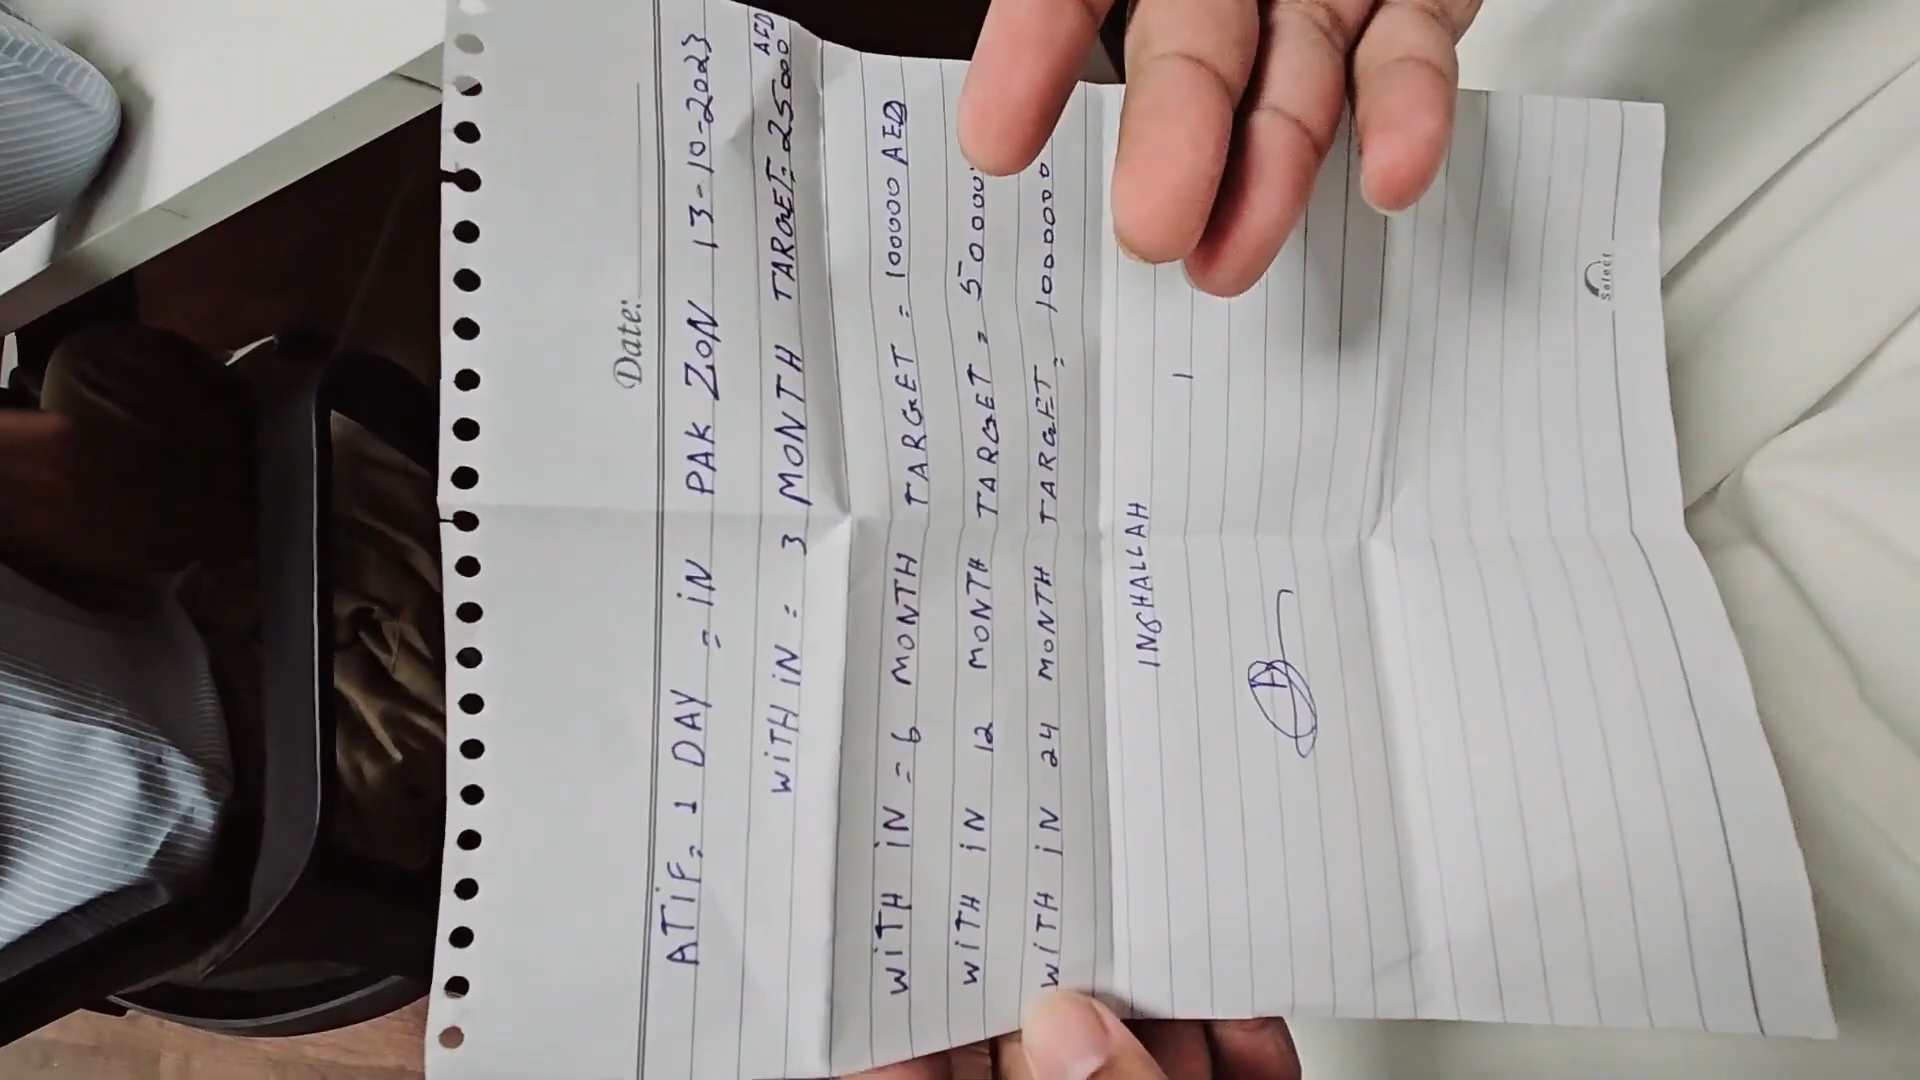 Date:
ATIF = 1 DAY = IN PAK ZON 13-10-2023
WITH IN = 3 MONTH TARGET = 25000 AED
WITH IN = 6 MONTH TARGET = 100000 AED
WITH IN 12 MONTH TARGET = 500000
WITH IN 24 MONTH TARGET = 1000000
INSHALLAH
Select